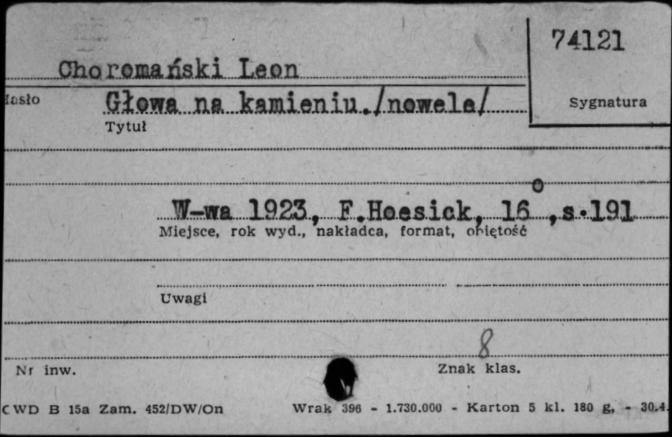 74121
Choromański Leon
Hasło
Głowa na kamieniu./nowele/
Sygnatura
Tytuł
W-wa 1923, F.Hoesick, 16°, s.191
Miejsce, rok wyd., nakładca, format, objętość
Uwagi
8
Nr inw.
Znak klas.
CWD B 15a Zam. 452/DW/On Wrak 396 - 1.730.000 - Karton 5 kl. 180 g. - 30.4.